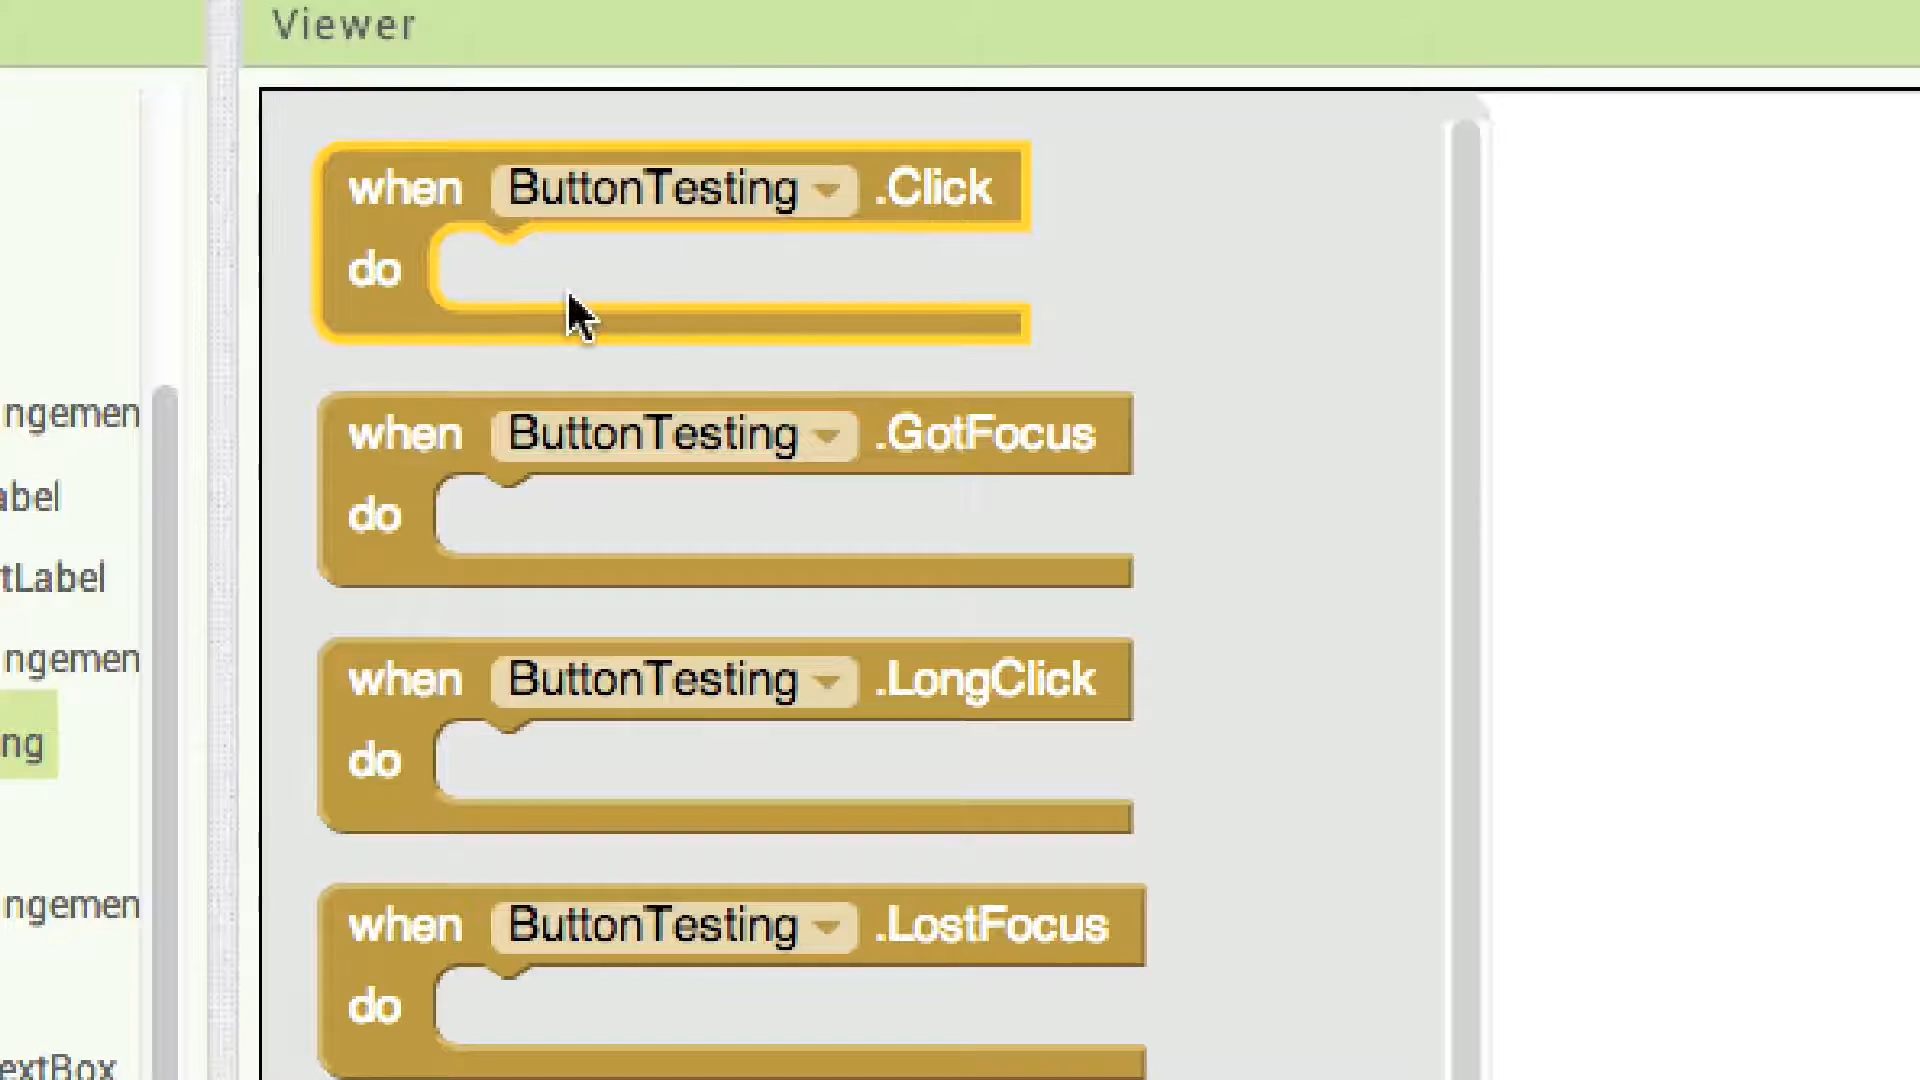 Viewer
when ButtonTesting .Click
do
when ButtonTesting .GotFocus
do
when ButtonTesting .LongClick
do
when ButtonTesting .LostFocus
do
ngemen
abel
tLabel
ngemen
ng
ngemen
extBox